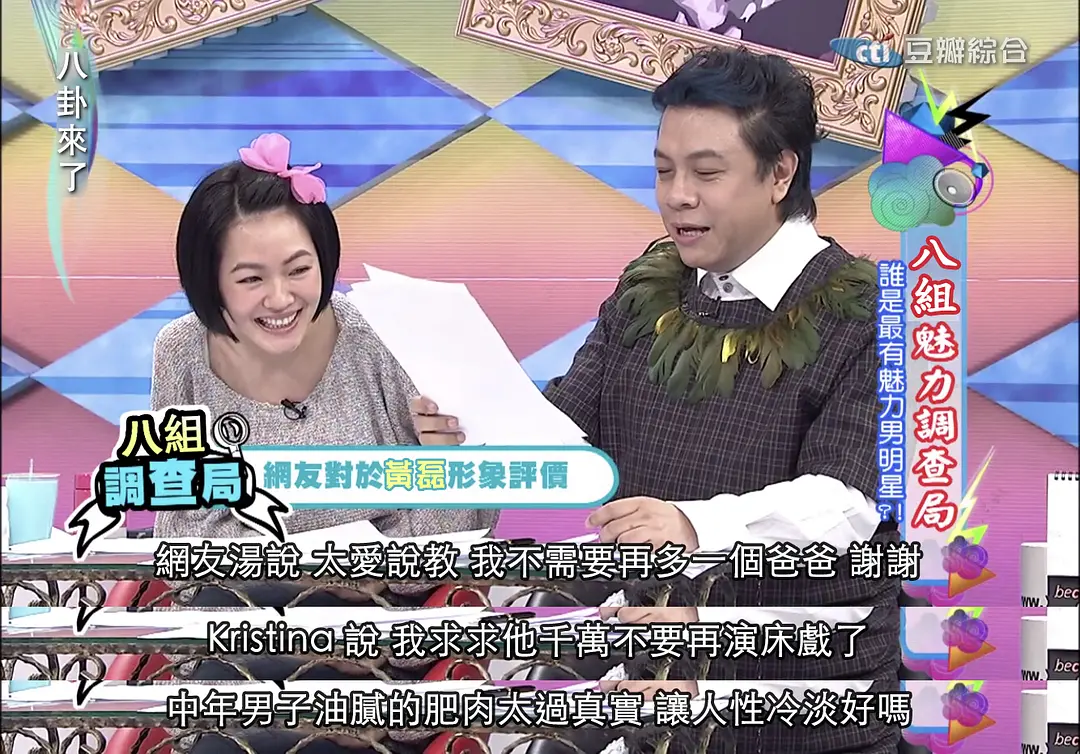 八卦來了
cti 豆瓣綜合
八組魅力調查局
誰是最有魅力男明星?!
八組
調查局
網友對於黃磊形象評價
網友湯說 太愛說教 我不需要再多一個爸爸 謝謝
Kristina 說 我求求他千萬不要再演床戲了
中年男子油膩的肥肉太過真實 讓人性冷淡好嗎
bec
bec
bec